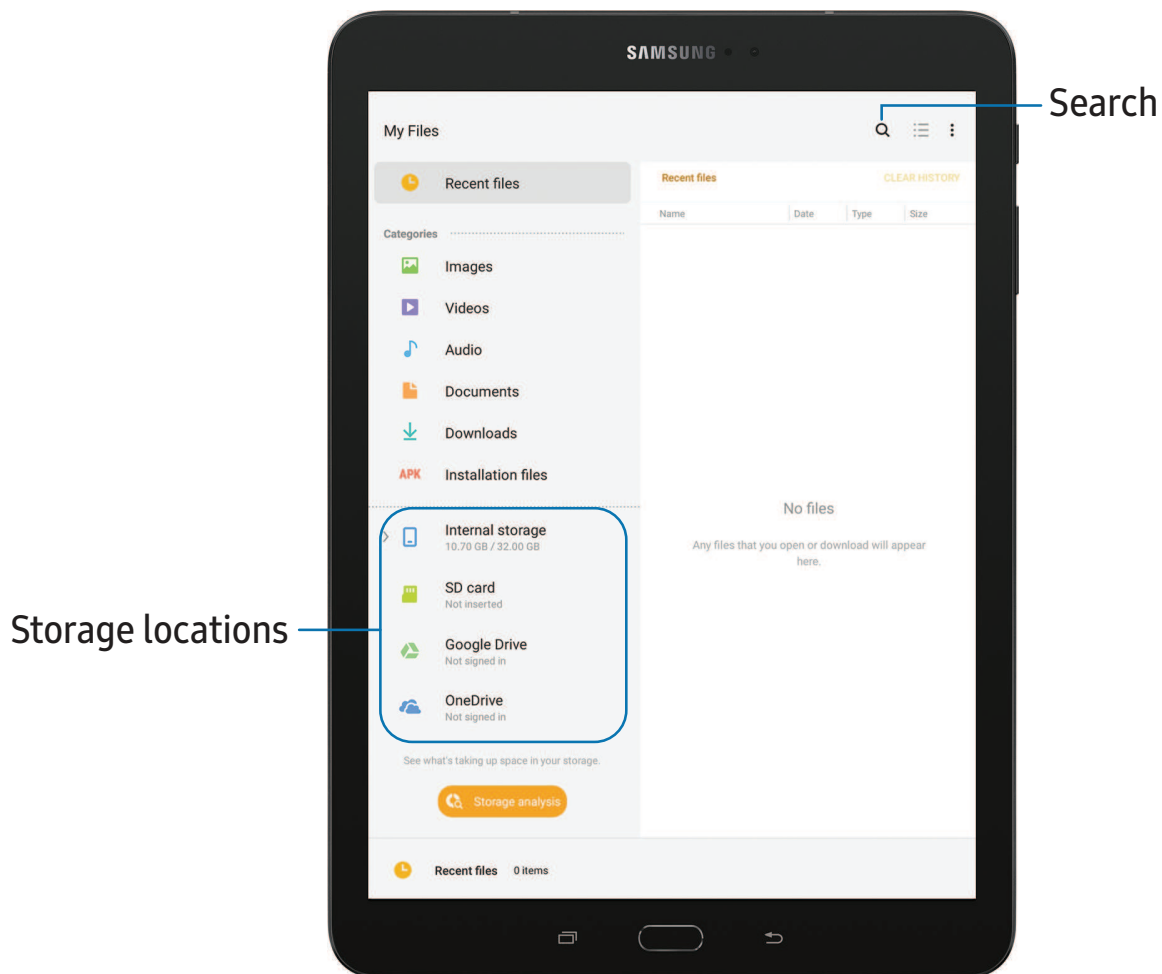 SAMSUNG
Search
My Files
Recent files
Categories
Images
Videos
Audio
Documents
Downloads
APK Installation files
Internal storage
10.70 GB / 32.00 GB
SD card
Not inserted
Google Drive
Not signed in
OneDrive
Not signed in
Storage locations
See what's taking up space in your storage.
Storage analysis
Recent files CLEAR HISTORY
Name Date Type Size
No files
Any files that you open or download will appear
here.
Recent files 0 items